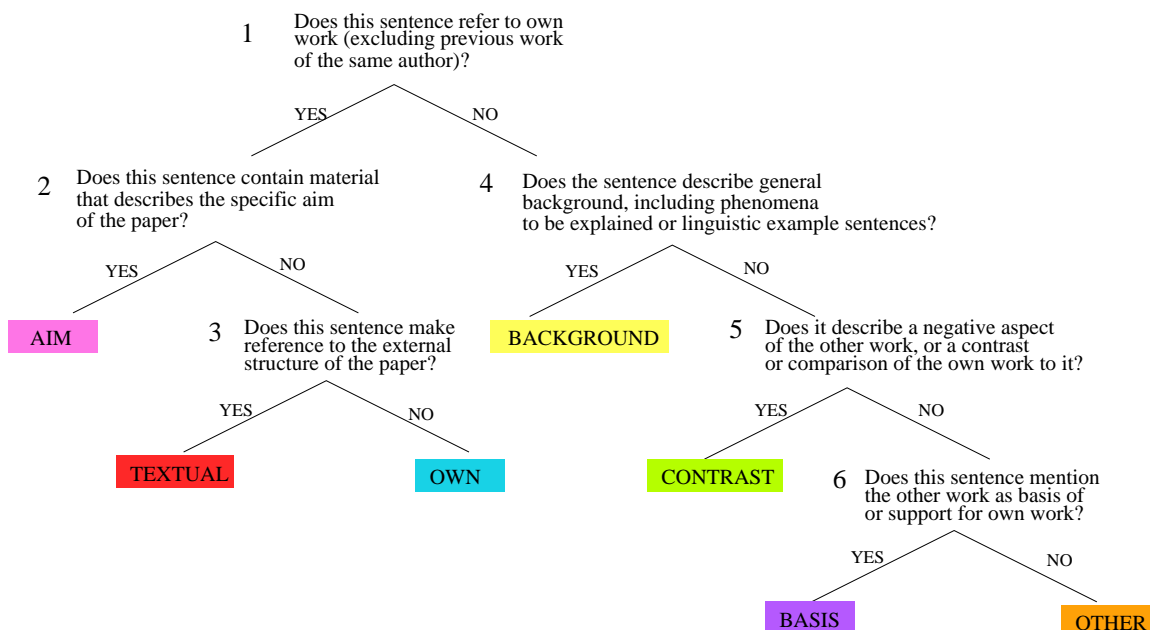 1
Does this sentence refer to own
work (excluding previous work
of the same author)?
YES
NO
2
Does this sentence contain material
that describes the specific aim
of the paper?
4
Does the sentence describe general
background, including phenomena
to be explained or linguistic example sentences?
YES
NO
YES
NO
AIM
3
Does this sentence make
reference to the external
structure of the paper?
BACKGROUND
5
Does it describe a negative aspect
of the other work, or a contrast
or comparison of the own work to it?
YES
NO
YES
NO
TEXTUAL
OWN
CONTRAST
6
Does this sentence mention
the other work as basis of
or support for own work?
YES
NO
BASIS
OTHER